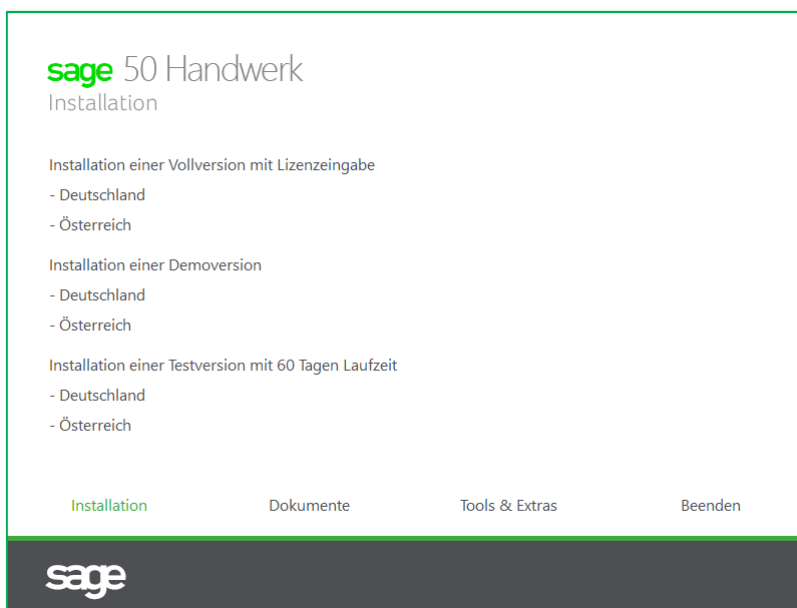 sage 50 Handwerk
Installation
Installation einer Vollversion mit Lizenzeingabe
- Deutschland
- Österreich
Installation einer Demoversion
- Deutschland
- Österreich
Installation einer Testversion mit 60 Tagen Laufzeit
- Deutschland
- Österreich
Installation Dokumente Tools & Extras Beenden
sage